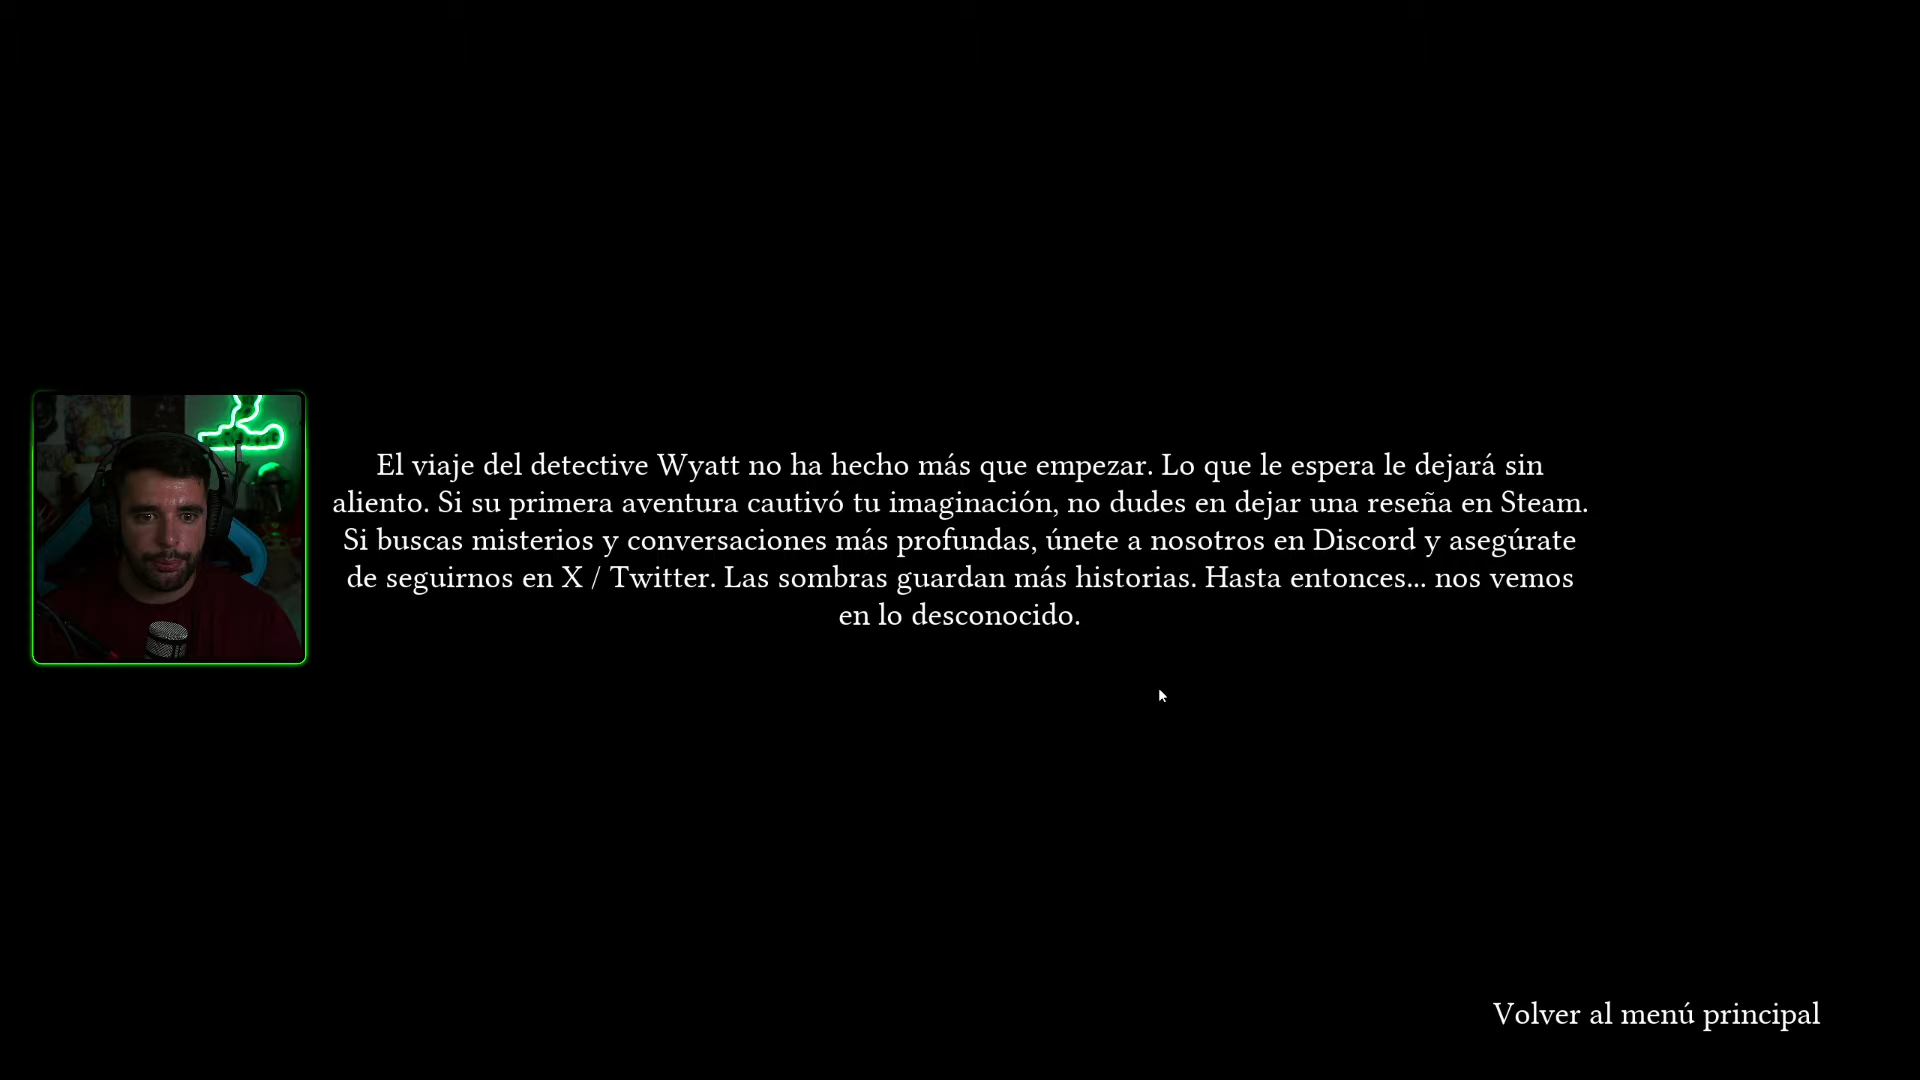 El viaje del detective Wyatt no ha hecho más que empezar. Lo que le espera le dejará sin
aliento. Si su primera aventura cautivó tu imaginación, no dudes en dejar una reseña en Steam.
Si buscas misterios y conversaciones más profundas, únete a nosotros en Discord y asegúrate
de seguirnos en X / Twitter. Las sombras guardan más historias. Hasta entonces... nos vemos
en lo desconocido.
Volver al menú principal